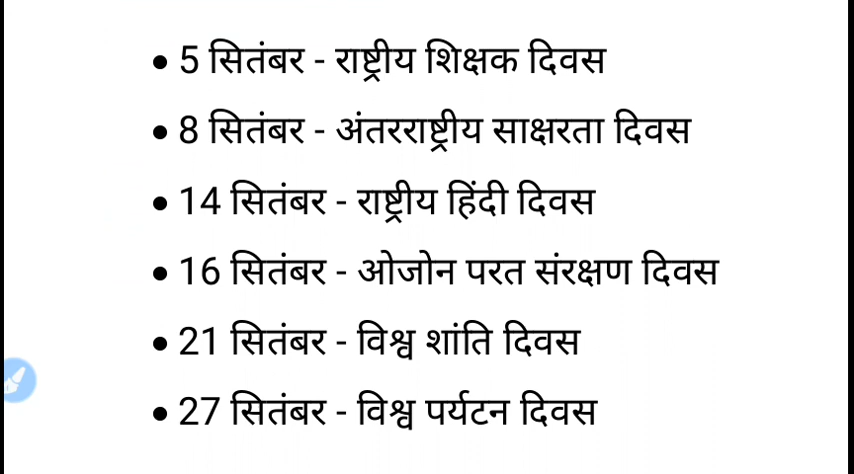 • 5 सितंबर - राष्ट्रीय शिक्षक दिवस
• 8 सितंबर - अंतरराष्ट्रीय साक्षरता दिवस
• 14 सितंबर - राष्ट्रीय हिंदी दिवस
• 16 सितंबर - ओजोन परत संरक्षण दिवस
• 21 सितंबर - विश्व शांति दिवस
• 27 सितंबर - विश्व पर्यटन दिवस